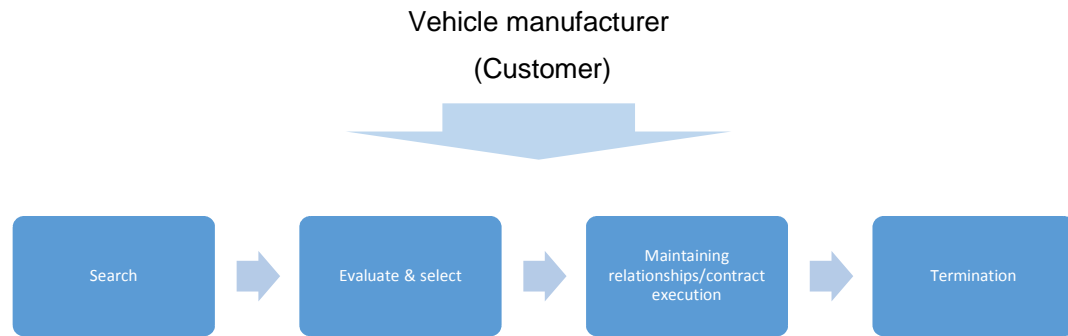 Vehicle manufacturer
(Customer)
Search
Evaluate & select
Maintaining
relationships/contract
execution
Termination